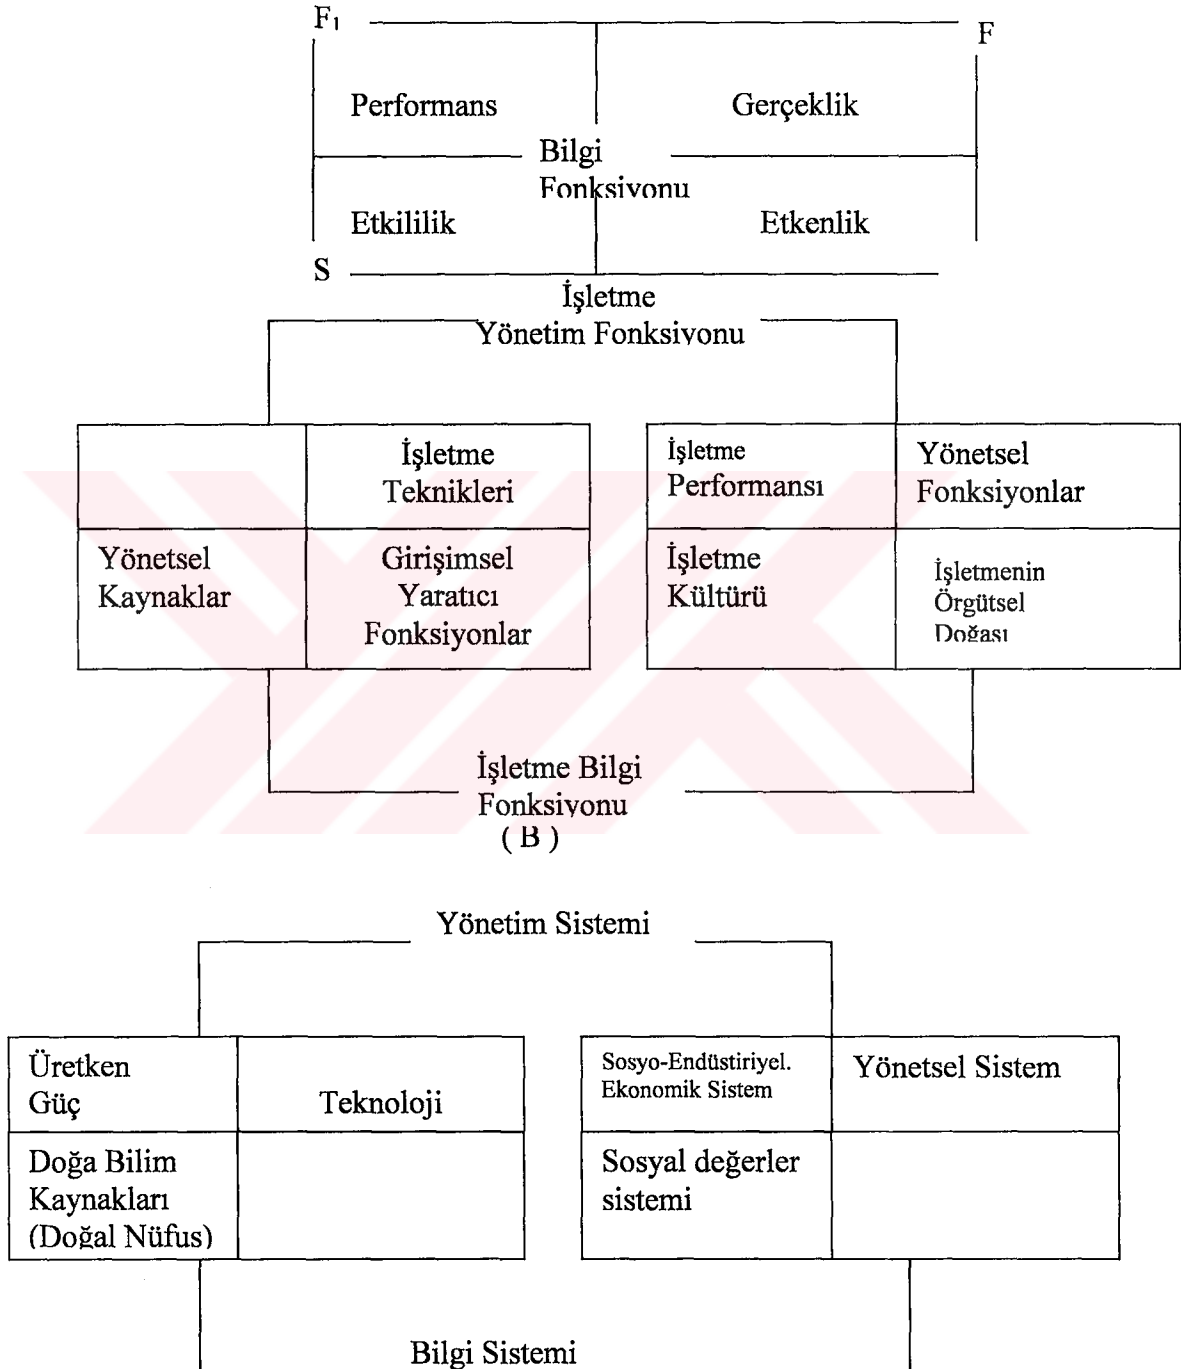 F₁
F
Performans
Gerçeklik
Bilgi
Fonksiyonu
Etkililik
Etkenlik
S
İşletme
Yönetim Fonksiyonu
İşletme
Teknikleri
Yönetsel
Kaynaklar
Girişimsel
Yaratıcı
Fonksiyonlar
İşletme
Performansı
Yönetsel
Fonksiyonlar
İşletme
Kültürü
İşletmenin
Örgütsel
Doğası
İşletme Bilgi
Fonksiyonu
( B )
Yönetim Sistemi
Üretken
Güç
Teknoloji
Doğa Bilim
Kaynakları
(Doğal Nüfus)
Sosyo-Endüstiriyel.
Ekonomik Sistem
Yönetsel Sistem
Sosyal değerler
sistemi
Bilgi Sistemi